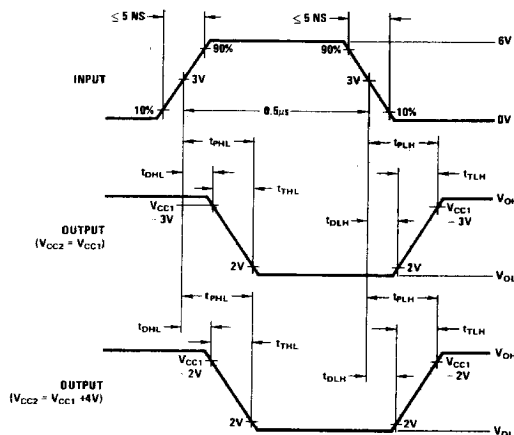 ≤ 5 NS ≤ 5 NS
6V
90% 90%
INPUT 3V 3V
10% 10%
0.5μs 0V
tPHL tPLH
tDHL tTHL tTLH
VCC1 - 3V VCC1 - 3V VOH
OUTPUT
(VCC2 = VCC1)
tDLH
2V 2V
VOL
tPHL tPLH
tDHL tTHL tTLH
VOH
VCC1 - 2V VCC1 - 2V
OUTPUT
(VCC2 = VCC1 +4V)
tDLH
2V 2V
VOL